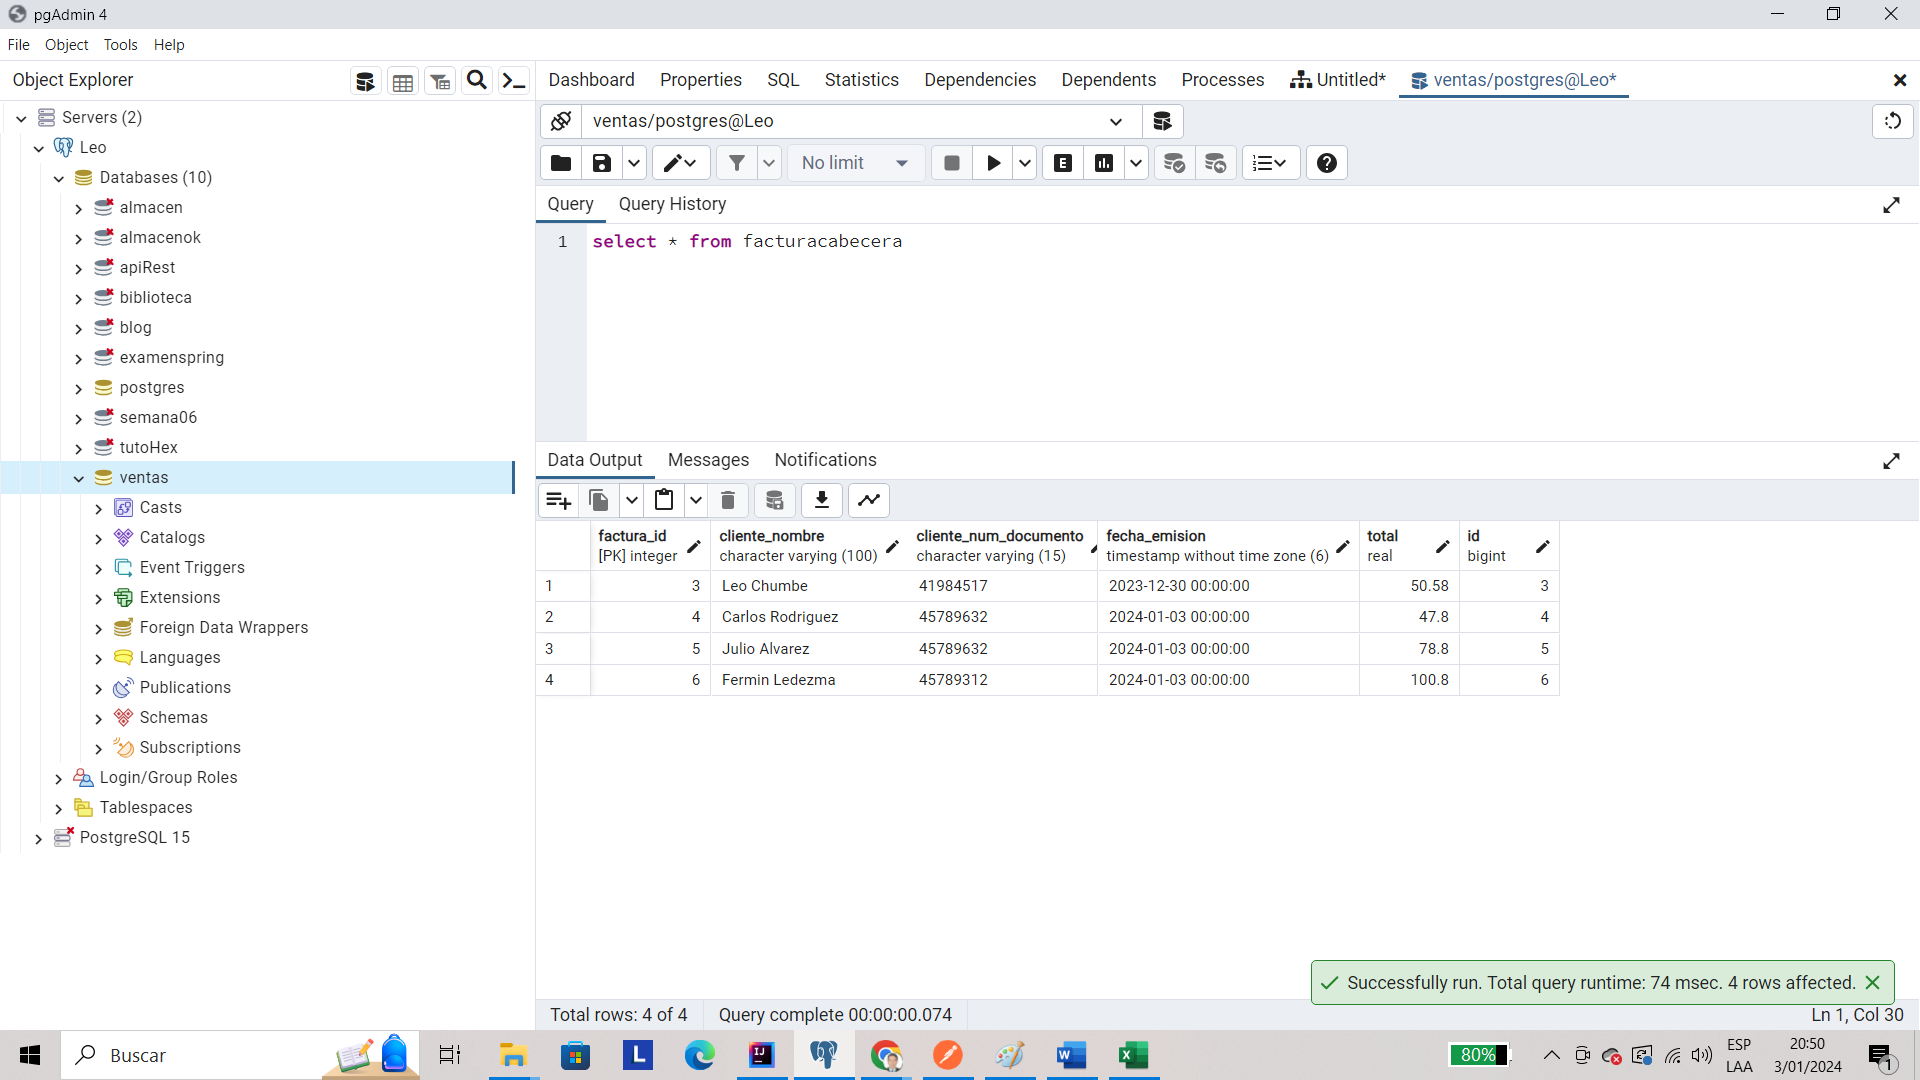 pgAdmin 4
File Object Tools Help
Object Explorer
Dashboard Properties SQL Statistics Dependencies Dependents Processes Untitled* ventas/postgres@Leo*
Servers (2)
Leo
Databases (10)
almacen
almacenok
apiRest
biblioteca
blog
examenspring
postgres
semana06
tutoHex
ventas
Casts
Catalogs
Event Triggers
Extensions
Foreign Data Wrappers
Languages
Publications
Schemas
Subscriptions
Login/Group Roles
Tablespaces
PostgreSQL 15
ventas/postgres@Leo
No limit
E
Query Query History
1 select * from facturacabecera
Data Output Messages Notifications
factura_id cliente_nombre cliente_num_documento fecha_emision total id
[PK] integer character varying (100) character varying (15) timestamp without time zone (6) real bigint
1 3 Leo Chumbe 41984517 2023-12-30 00:00:00 50.58 3
2 4 Carlos Rodriguez 45789632 2024-01-03 00:00:00 47.8 4
3 5 Julio Alvarez 45789632 2024-01-03 00:00:00 78.8 5
4 6 Fermin Ledezma 45789312 2024-01-03 00:00:00 100.8 6
Successfully run. Total query runtime: 74 msec. 4 rows affected.
Total rows: 4 of 4 Query complete 00:00:00.074 Ln 1, Col 30
Buscar
L
IJ
W
X
80%
ESP
LAA
20:50
3/01/2024
1